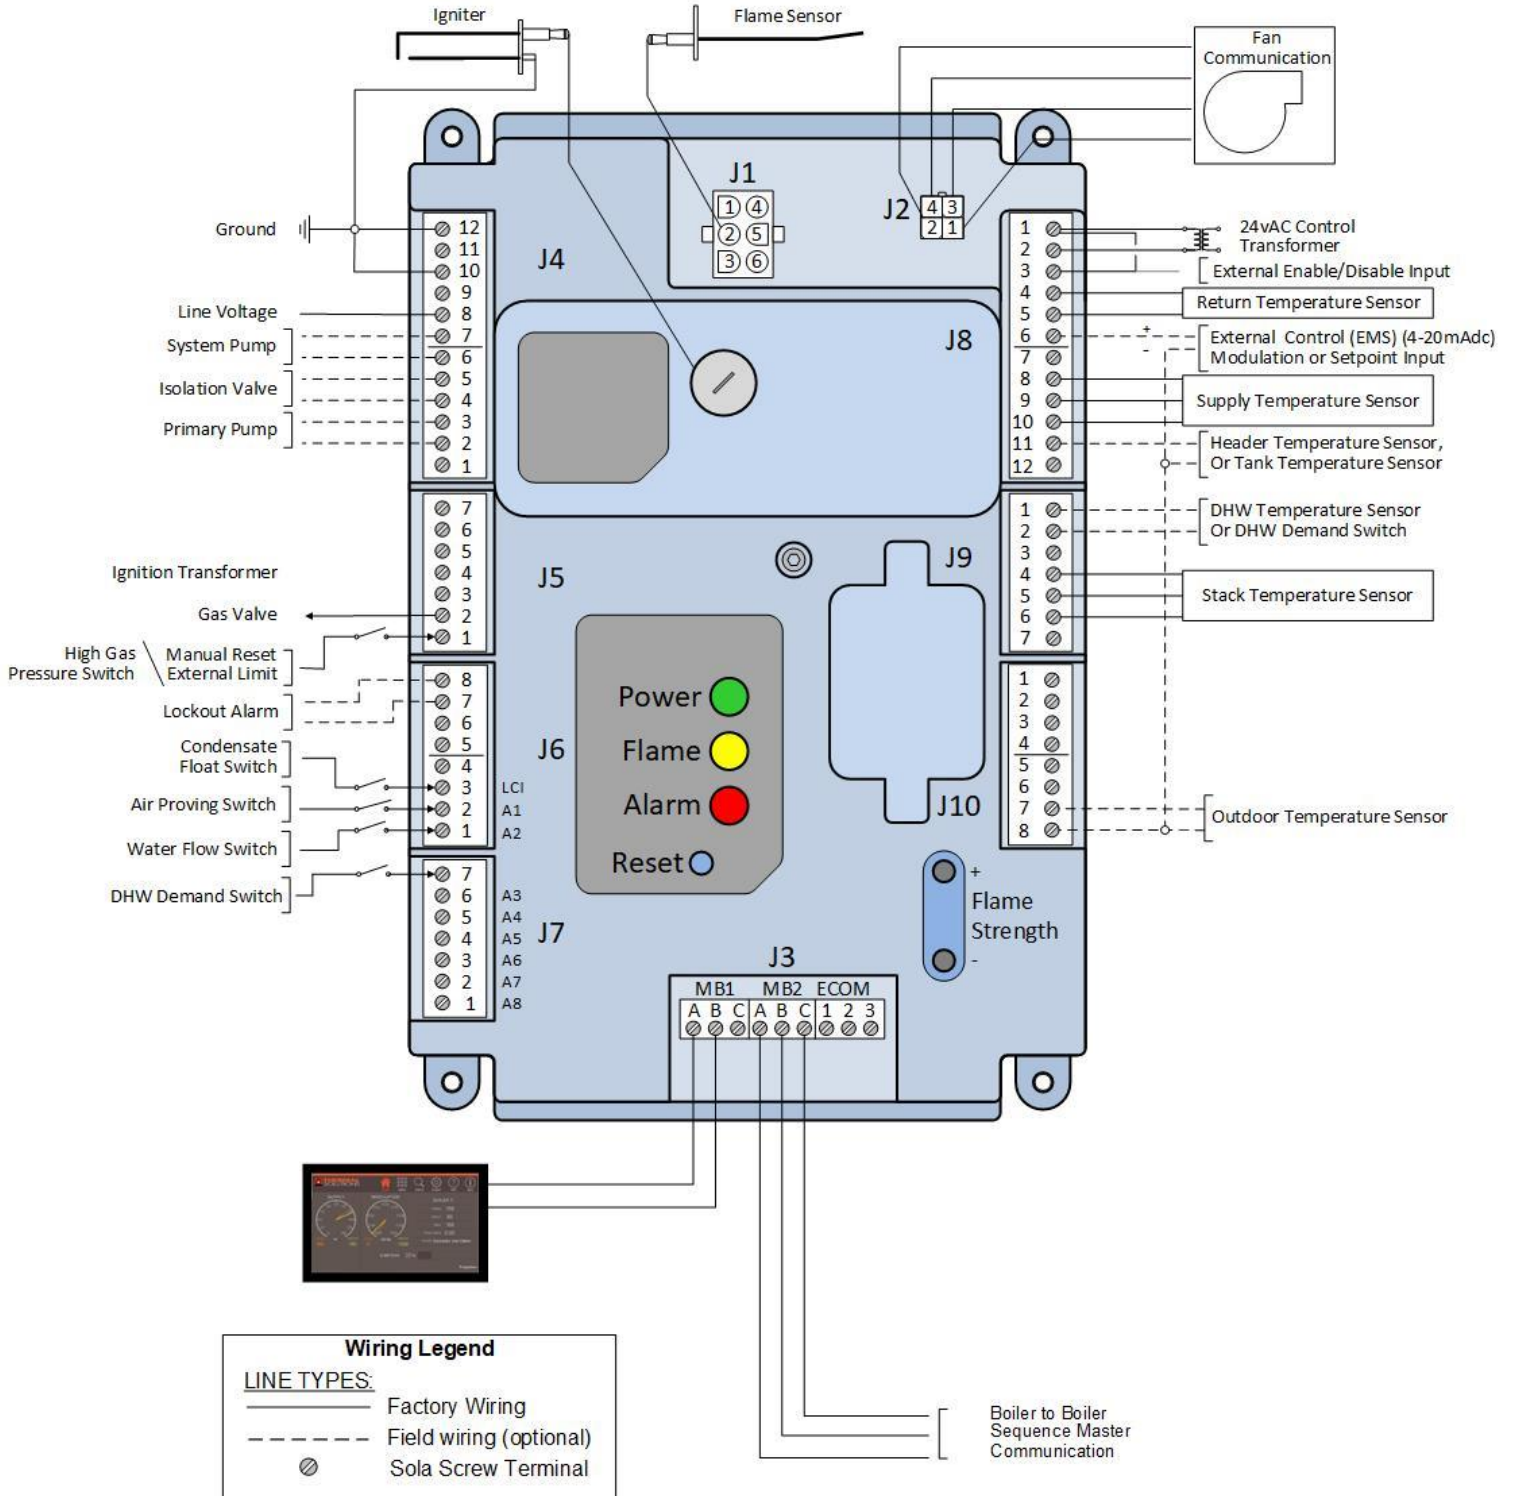 Igniter
Flame Sensor
Fan
Communication
J1
1 4
2 5
3 6
J2
4 3
2 1
Ground
Line Voltage
System Pump
Isolation Valve
Primary Pump
12
11
10
9
8
7
6
5
4
3
2
1
J4
J8
1
2
3
4
5
6
7
8
9
10
11
12
24vAC Control
Transformer
External Enable/Disable Input
Return Temperature Sensor
+
-
External Control (EMS) (4-20mAdc)
Modulation or Setpoint Input
Supply Temperature Sensor
Header Temperature Sensor,
Or Tank Temperature Sensor
Ignition Transformer
Gas Valve
High Gas
Pressure Switch
Manual Reset
External Limit
7
6
5
4
3
2
1
J5
J9
1
2
3
4
5
6
7
DHW Temperature Sensor
Or DHW Demand Switch
Stack Temperature Sensor
Lockout Alarm
Condensate
Float Switch
Air Proving Switch
Water Flow Switch
8
7
6
5
4
3 LCI
2 A1
1 A2
J6
Power
Flame
Alarm
Reset
J10
1
2
3
4
5
6
7
8
Outdoor Temperature Sensor
DHW Demand Switch
7
6 A3
5 A4
4 A5
3 A6
2 A7
1 A8
J7
+
Flame
Strength
-
J3
MB1 MB2 ECOM
A B C A B C 1 2 3
Boiler to Boiler
Sequence Master
Communication
Wiring Legend
LINE TYPES:
Factory Wiring
Field wiring (optional)
Sola Screw Terminal